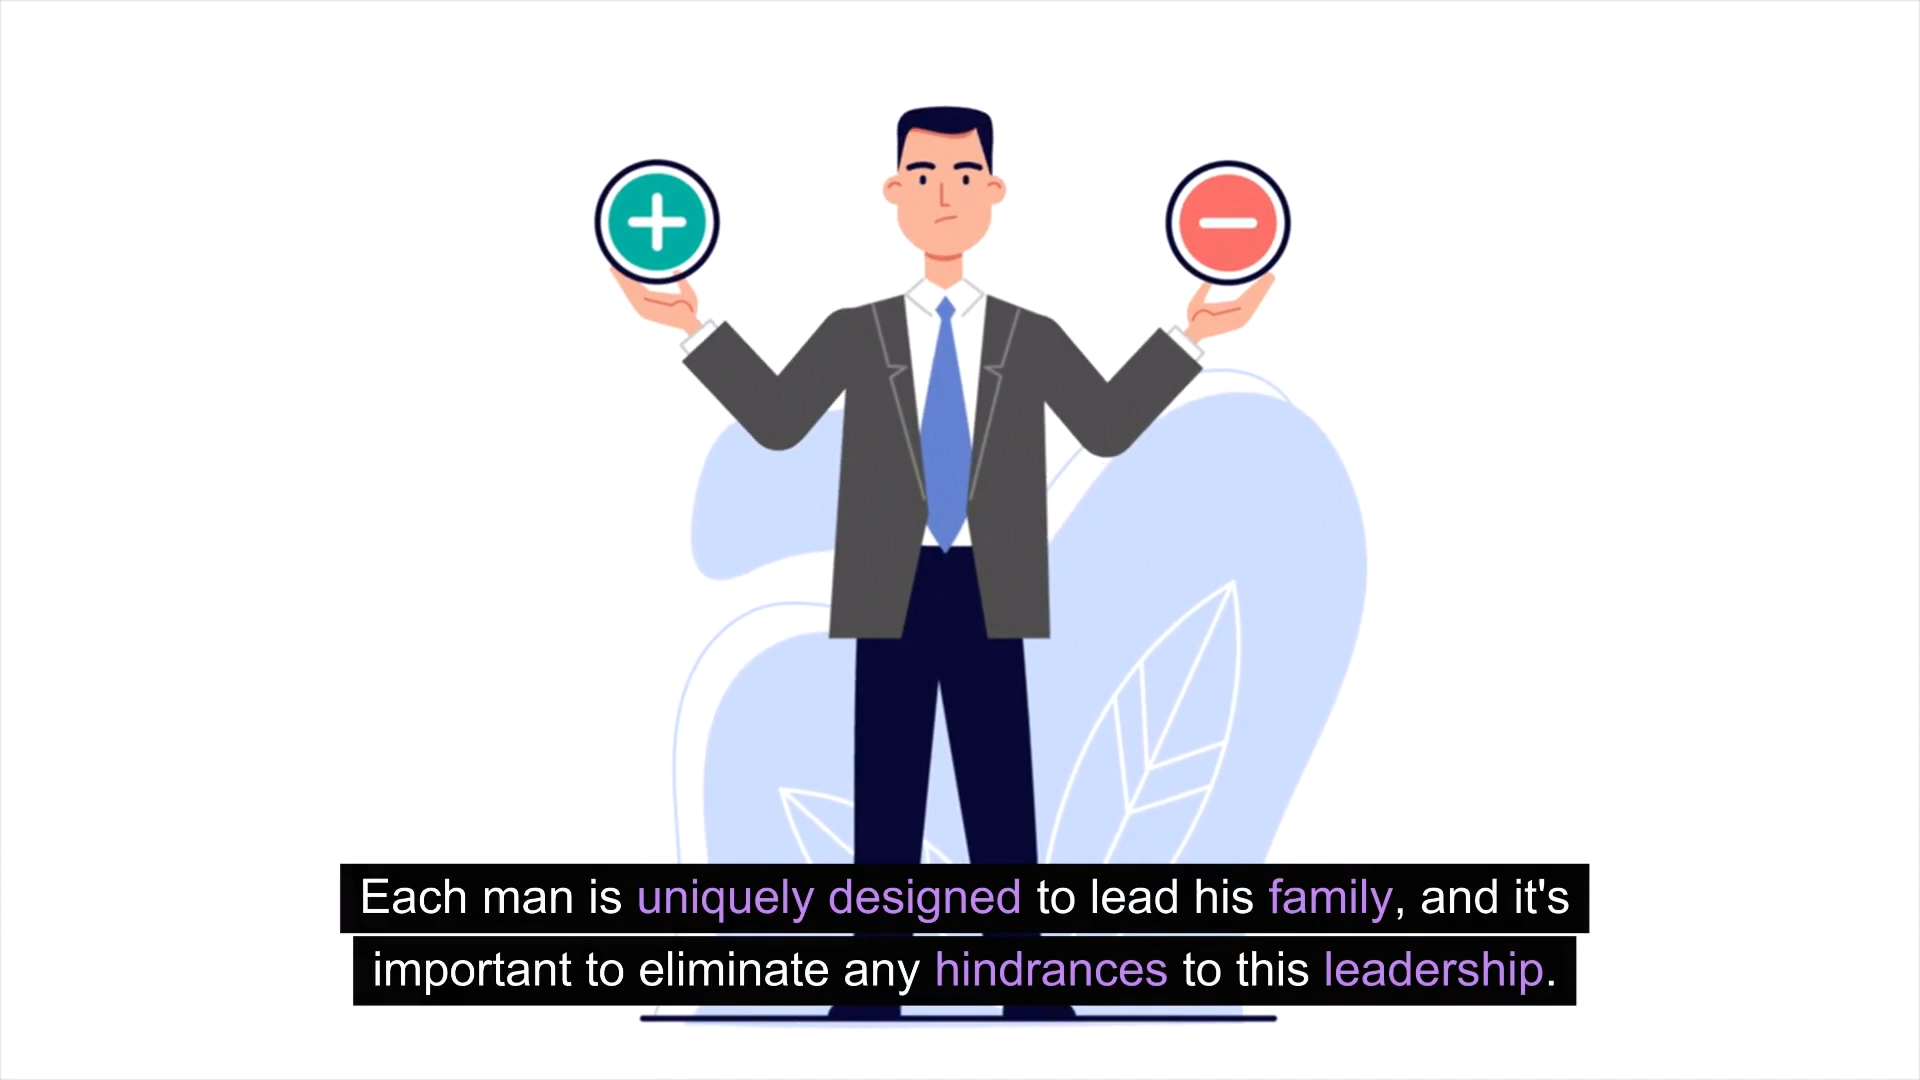 Each man is uniquely designed to lead his family, and it's
important to eliminate any hindrances to this leadership.